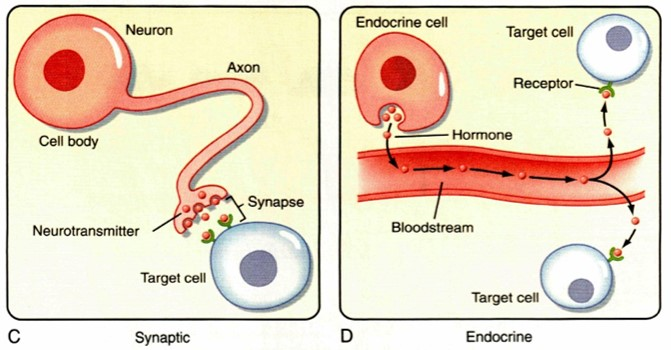 Neuron
Axon
Cell body
Synapse
Neurotransmitter
Target cell
C
Synaptic
Endocrine cell
Target cell
Receptor
Hormone
Bloodstream
Target cell
D
Endocrine